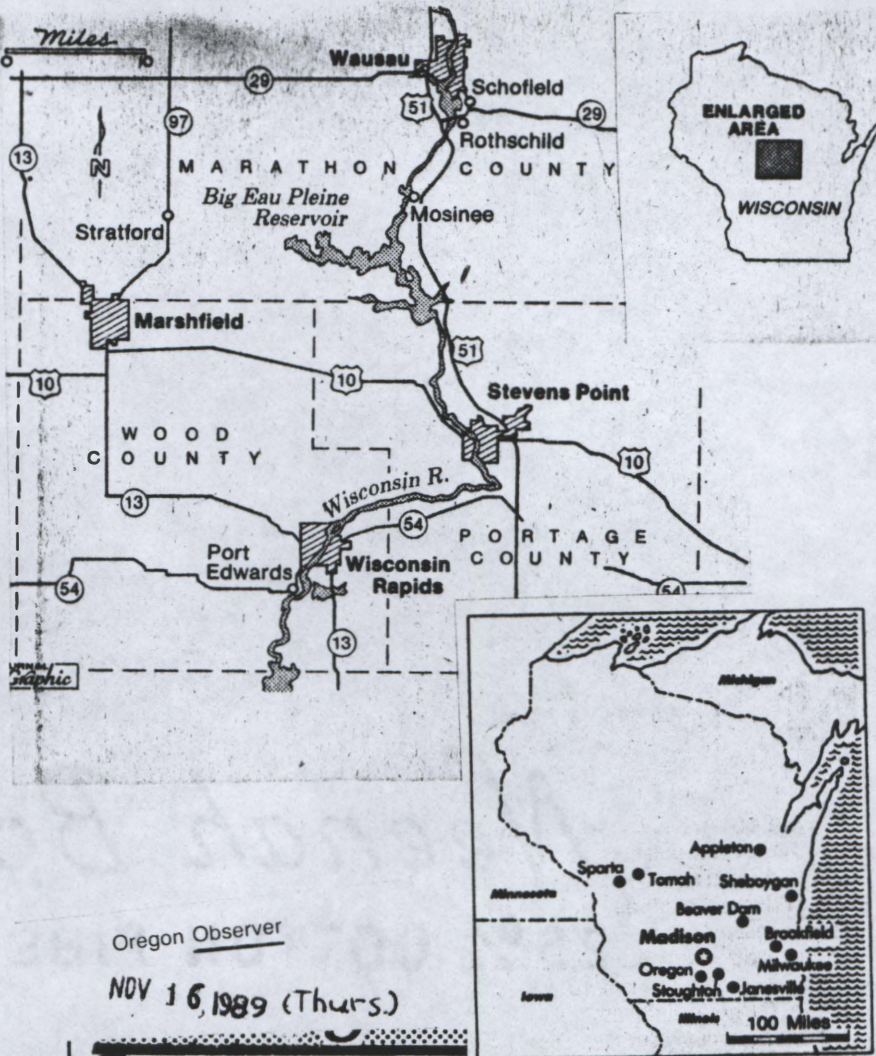 Miles
Wausau
29
Schofield
51
29
Rothschild
97
13
N
MARATHON COUNTY
Big Eau Pleine
Reservoir
Mosinee
Stratford
Marshfield
51
10
10
Stevens Point
WOOD
COUNTY
10
13
Wisconsin R.
54
PORTAGE
COUNTY
Port
Edwards
Wisconsin
Rapids
54
54
13
Graphic
ENLARGED
AREA
WISCONSIN
Michigan
Appleton
Sparta
Tomah
Sheboygan
Minnesota
Beaver Dam
Madison
Brookfield
Milwaukee
Oregon
Stoughton
Janesville
Iowa
Illinois
100 Miles
Oregon Observer
NOV 16, 1989 (Thurs.)